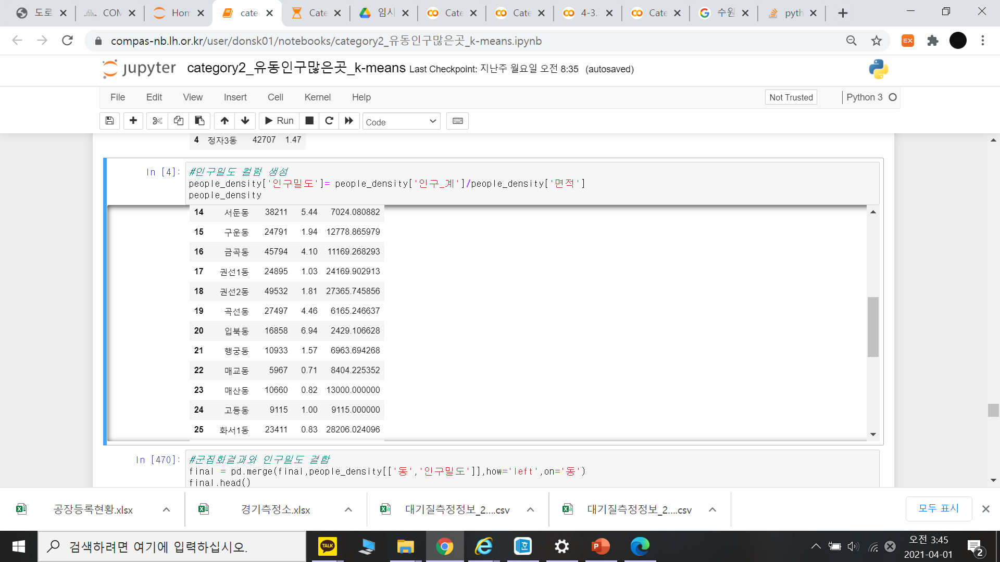 도로
COM
Hom
cate
Cate
임시
Cate
Cate
4-3.
Cate
수원
pyth
compas-nb.lh.or.kr/user/donsk01/notebooks/category2_유동인구많은곳_k-means.ipynb
EX
jupyter category2_유동인구많은곳_k-means Last Checkpoint: 지난주 월요일 오전 8:35 (autosaved)
File Edit View Insert Cell Kernel Help Not Trusted Python 3
Run Code
4 정자3동 42707 1.47
In [4]: #인구밀도 컬럼 생성
people_density['인구밀도']= people_density['인구_계']/people_density['면적']
people_density
14 서둔동 38211 5.44 7024.080882
15 구운동 24791 1.94 12778.865979
16 금곡동 45794 4.10 11169.268293
17 권선1동 24895 1.03 24169.902913
18 권선2동 49532 1.81 27365.745856
19 곡선동 27497 4.46 6165.246637
20 입북동 16858 6.94 2429.106628
21 행궁동 10933 1.57 6963.694268
22 매교동 5967 0.71 8404.225352
23 매산동 10660 0.82 13000.000000
24 고등동 9115 1.00 9115.000000
25 화서1동 23411 0.83 28206.024096
In [470]: #군집화결과와 인구밀도 결합
final = pd.merge(final,people_density[['동','인구밀도']],how='left',on='동')
final.head()
공장등록현황.xlsx
경기측정소.xlsx
대기질측정정보_2....csv
대기질측정정보_2....csv
모두 표시
검색하려면 여기에 입력하십시오.
TALK
오전 3:45
2021-04-01
2